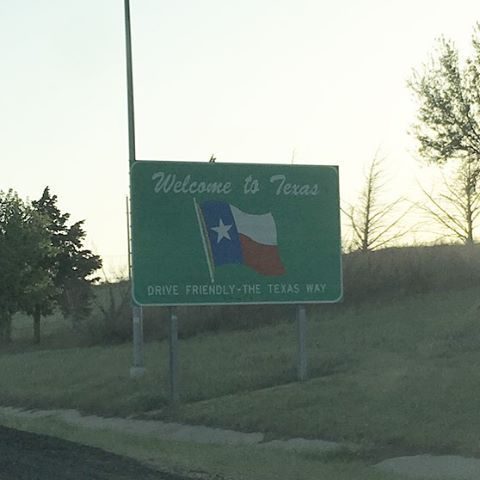 Welcome to Texas
DRIVE FRIENDLY-THE TEXAS WAY